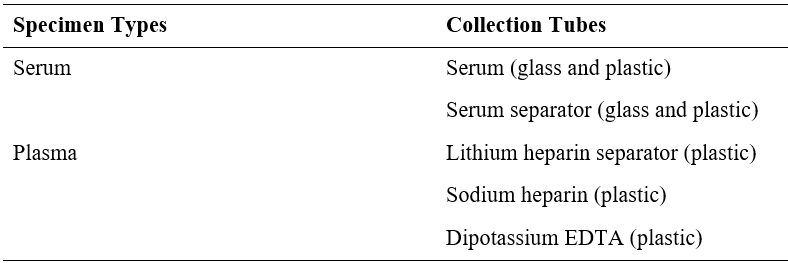 Specimen Types Collection Tubes
Serum Serum (glass and plastic)
Serum separator (glass and plastic)
Plasma Lithium heparin separator (plastic)
Sodium heparin (plastic)
Dipotassium EDTA (plastic)